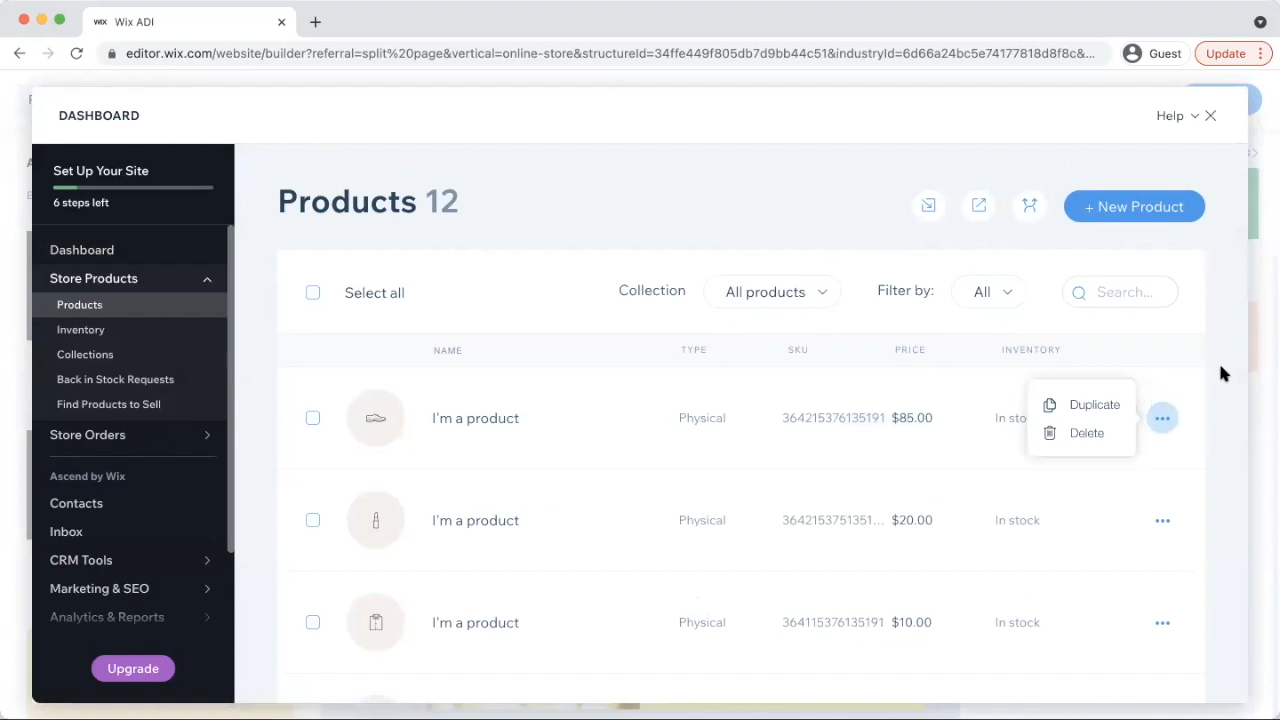 WIX Wix ADI
editor.wix.com/website/builder?referral=split%20page&vertical=online-store&structureId=34ffe449f805db7d9bb44c51&industryId=6d66a24bc5e74177818d8f8c&... Guest Update
DASHBOARD
Help
Set Up Your Site
6 steps left
Dashboard
Store Products
Products
Inventory
Collections
Back in Stock Requests
Find Products to Sell
Store Orders
Ascend by Wix
Contacts
Inbox
CRM Tools
Marketing & SEO
Analytics & Reports
Upgrade
Products 12
+ New Product
Select all
Collection All products Filter by: All Search...
NAME TYPE SKU PRICE INVENTORY
I'm a product Physical 364215376135191 $85.00 In sto
Duplicate
Delete
I'm a product Physical 3642153751351... $20.00 In stock
I'm a product Physical 364115376135191 $10.00 In stock